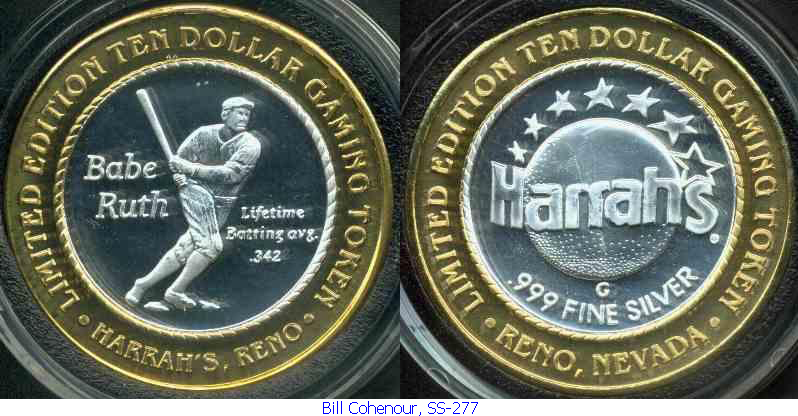 LIMITED EDITION TEN DOLLAR GAMING TOKEN
Babe
Ruth
Lifetime
Batting avg.
.342
• HARRAH'S, RENO •
LIMITED EDITION TEN DOLLAR GAMING TOKEN
Harrah's®
G
.999 FINE SILVER
• RENO, NEVADA •
Bill Cohenour, SS-277